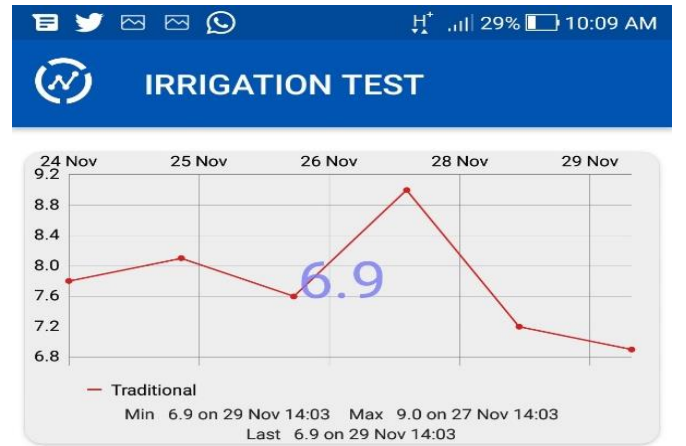 H+ 29% 10:09 AM
IRRIGATION TEST
24 Nov 25 Nov 26 Nov 28 Nov 29 Nov
9.2
8.8
8.4
8.0
6.9
7.6
7.2
6.8
Traditional
Min 6.9 on 29 Nov 14:03 Max 9.0 on 27 Nov 14:03
Last 6.9 on 29 Nov 14:03